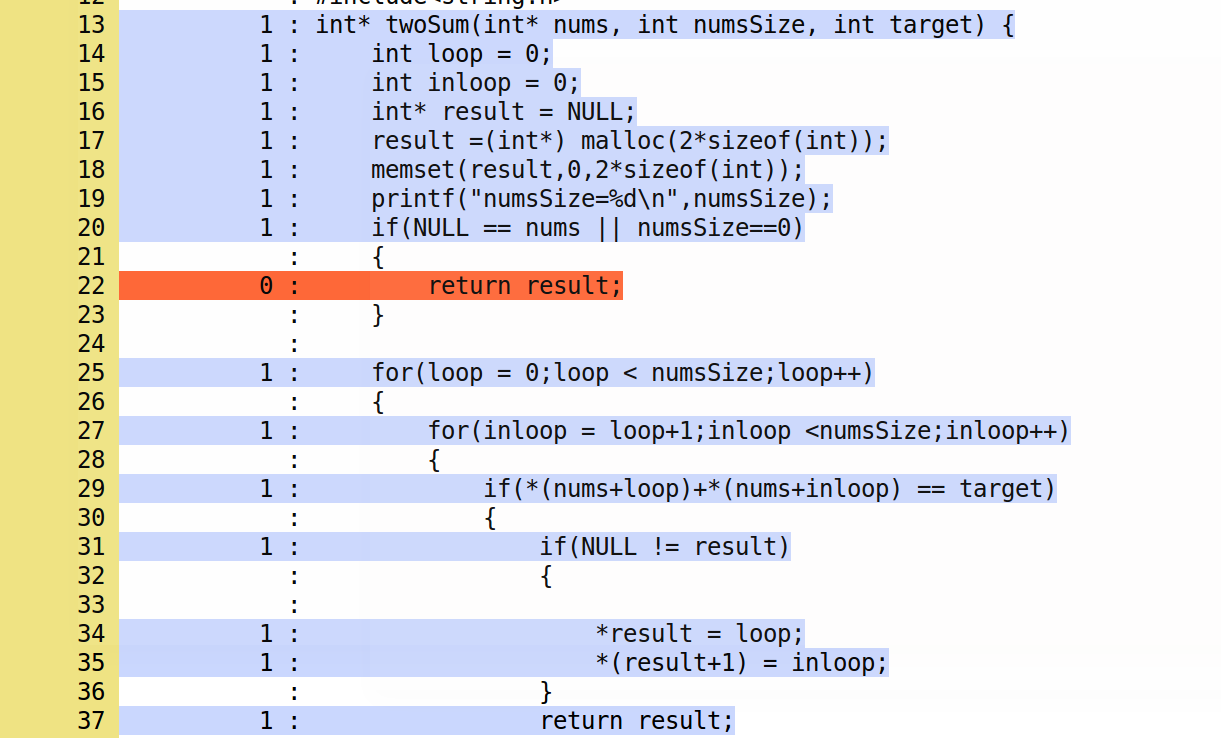 13 1 : int* twoSum(int* nums, int numsSize, int target) {
14 1 : int loop = 0;
15 1 : int inloop = 0;
16 1 : int* result = NULL;
17 1 : result =(int*) malloc(2*sizeof(int));
18 1 : memset(result,0,2*sizeof(int));
19 1 : printf("numsSize=%d\n",numsSize);
20 1 : if(NULL == nums || numsSize==0)
21 : {
22 0 : return result;
23 : }
24 :
25 1 : for(loop = 0;loop < numsSize;loop++)
26 : {
27 1 : for(inloop = loop+1;inloop <numsSize;inloop++)
28 : {
29 1 : if(*(nums+loop)+*(nums+inloop) == target)
30 : {
31 1 : if(NULL != result)
32 : {
33 :
34 1 : *result = loop;
35 1 : *(result+1) = inloop;
36 : }
37 1 : return result;